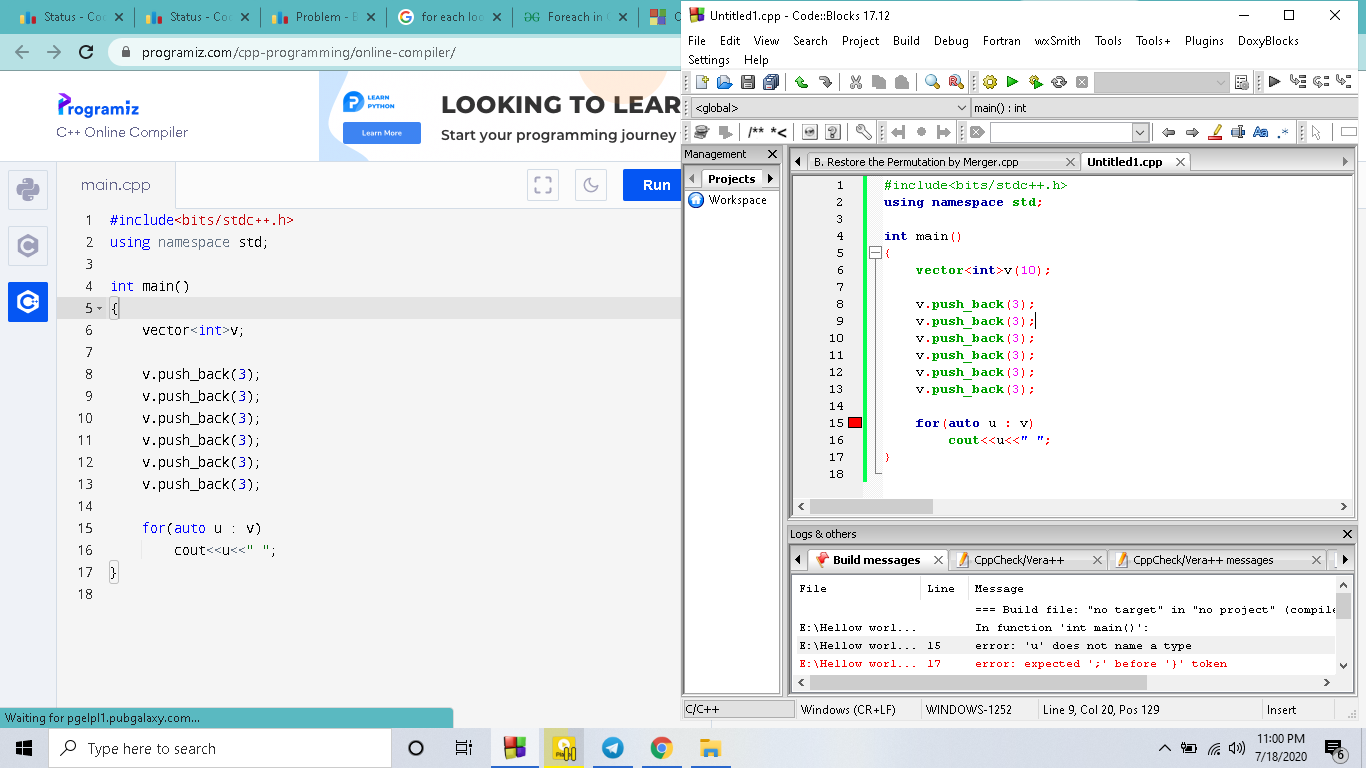 Status - Co
Status - Co
Problem - B
for each loc
Foreach in C
C
programiz.com/cpp-programming/online-compiler/
Programiz
C++ Online Compiler
LEARN
PYTHON
Learn More
LOOKING TO LEAR
Start your programming journey
main.cpp
Run
1 #include<bits/stdc++.h>
2 using namespace std;
3
4 int main()
5 {
6 vector<int>v;
7
8 v.push_back(3);
9 v.push_back(3);
10 v.push_back(3);
11 v.push_back(3);
12 v.push_back(3);
13 v.push_back(3);
14
15 for(auto u : v)
16 cout<<u<<" ";
17 }
18
Waiting for pgelpl1.pubgalaxy.com...
Untitled1.cpp - Code::Blocks 17.12
File Edit View Search Project Build Debug Fortran wxSmith Tools Tools+ Plugins DoxyBlocks
Settings Help
<global>
main() : int
/** *<
Management
Projects
Workspace
B. Restore the Permutation by Merger.cpp
Untitled1.cpp
1 #include<bits/stdc++.h>
2 using namespace std;
3
4 int main()
5 {
6 vector<int>v(10);
7
8 v.push_back(3);
9 v.push_back(3);
10 v.push_back(3);
11 v.push_back(3);
12 v.push_back(3);
13 v.push_back(3);
14
15 for(auto u : v)
16 cout<<u<<" ";
17 }
18
Logs & others
Build messages
CppCheck/Vera++
CppCheck/Vera++ messages
File Line Message
=== Build file: "no target" in "no project" (compile
E:\Hellow worl... In function 'int main()':
E:\Hellow worl... 15 error: 'u' does not name a type
E:\Hellow worl... 17 error: expected ';' before '}' token
C/C++ Windows (CR+LF) WINDOWS-1252 Line 9, Col 20, Pos 129 Insert
Type here to search
11:00 PM
7/18/2020
6